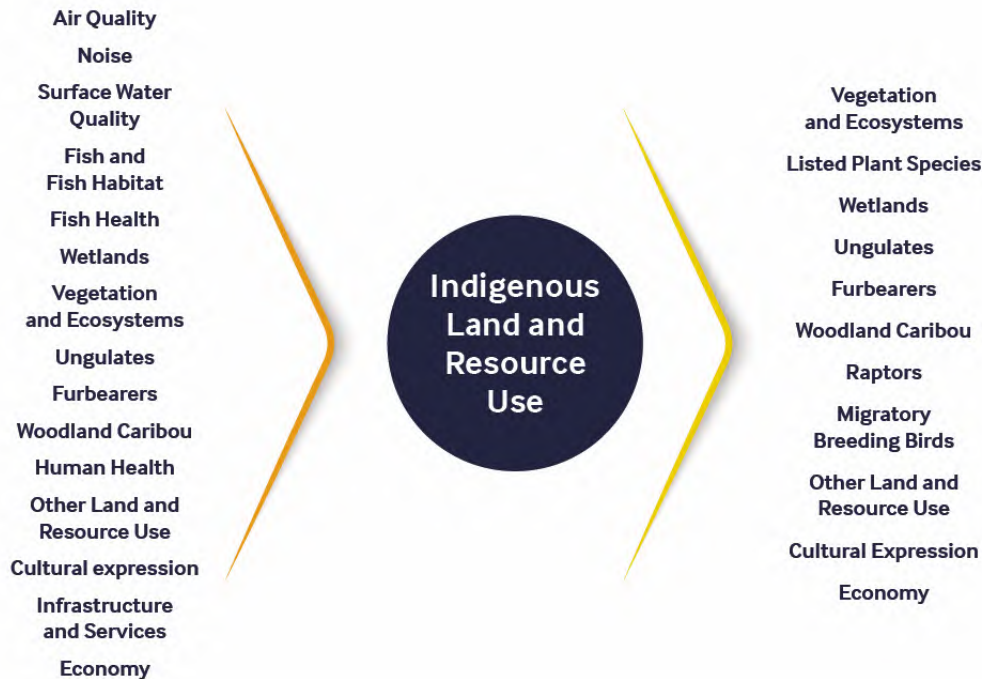 Air Quality
Noise
Surface Water
Quality
Fish and
Fish Habitat
Fish Health
Wetlands
Vegetation
and Ecosystems
Ungulates
Furbearers
Woodland Caribou
Human Health
Other Land and
Resource Use
Cultural expression
Infrastructure
and Services
Economy
Indigenous
Land and
Resource
Use
Vegetation
and Ecosystems
Listed Plant Species
Wetlands
Ungulates
Furbearers
Woodland Caribou
Raptors
Migratory
Breeding Birds
Other Land and
Resource Use
Cultural Expression
Economy